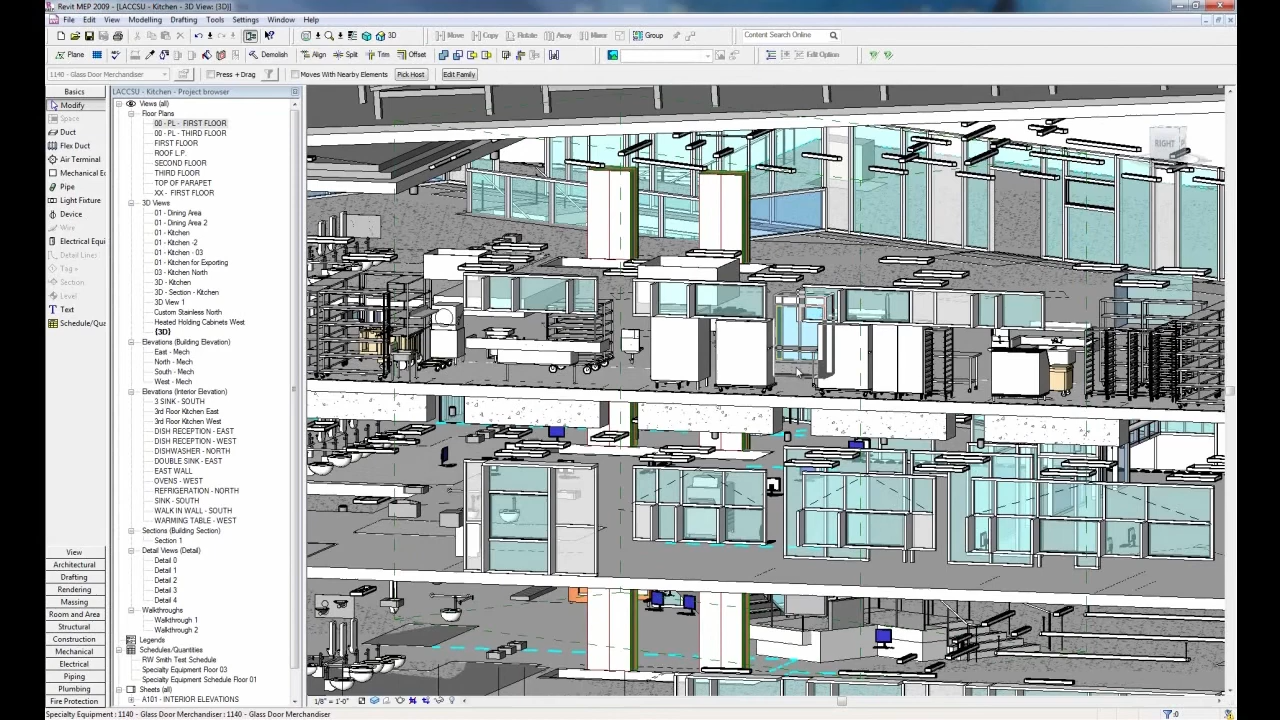 Revit MEP 2009 - [LACCSU - Kitchen - 3D View: {3D}]
File Edit View Modelling Drafting Tools Settings Window Help
3D Move Copy Rotate Array Mirror Group Content Search Online
Plane Demolish Align Split Trim Offset Edit Option
1140 - Glass Door Merchandiser Press + Drag Moves With Nearby Elements Pick Host Edit Family
Basics
Modify
Space
Duct
Flex Duct
Air Terminal
Mechanical Ec
Pipe
Light Fixture
Device
Wire
Electrical Equi
Detail Lines
Tag
Section
Level
Text
Schedule/Qua
View
Architectural
Drafting
Rendering
Massing
Room and Area
Structural
Construction
Mechanical
Electrical
Piping
Plumbing
Fire Protection
LACCSU - Kitchen - Project browser
Views (all)
Floor Plans
00 - PL - FIRST FLOOR
00 - PL - THIRD FLOOR
FIRST FLOOR
ROOF L.P.
SECOND FLOOR
THIRD FLOOR
TOP OF PARAPET
XX - FIRST FLOOR
3D Views
01 - Dining Area
01 - Dining Area 2
01 - Kitchen
01 - Kitchen -2
01 - Kitchen - 03
01 - Kitchen for Exporting
03 - Kitchen North
3D - Kitchen
3D - Section - Kitchen
3D View 1
Custom Stainless North
Heated Holding Cabinets West
{3D}
Elevations (Building Elevation)
East - Mech
North - Mech
South - Mech
West - Mech
Elevations (Interior Elevation)
3 SINK - SOUTH
3rd Floor Kitchen East
3rd Floor Kitchen West
DISH RECEPTION - EAST
DISH RECEPTION - WEST
DISHWASHER - NORTH
DOUBLE SINK - EAST
EAST WALL
OVENS - WEST
REFRIGERATION - NORTH
SINK - SOUTH
WALK IN WALL - SOUTH
WARMING TABLE - WEST
Sections (Building Section)
Section 1
Detail Views (Detail)
Detail 0
Detail 1
Detail 2
Detail 3
Detail 4
Walkthroughs
Walkthrough 1
Walkthrough 2
Legends
Schedules/Quantities
RW Smith Test Schedule
Specialty Equipment Floor 03
Specialty Equipment Schedule Floor 01
Sheets (all)
A101 - INTERIOR ELEVATIONS
RIGHT
1/8" = 1'-0"
Specialty Equipment : 1140 - Glass Door Merchandiser : 1140 - Glass Door Merchandiser
:0